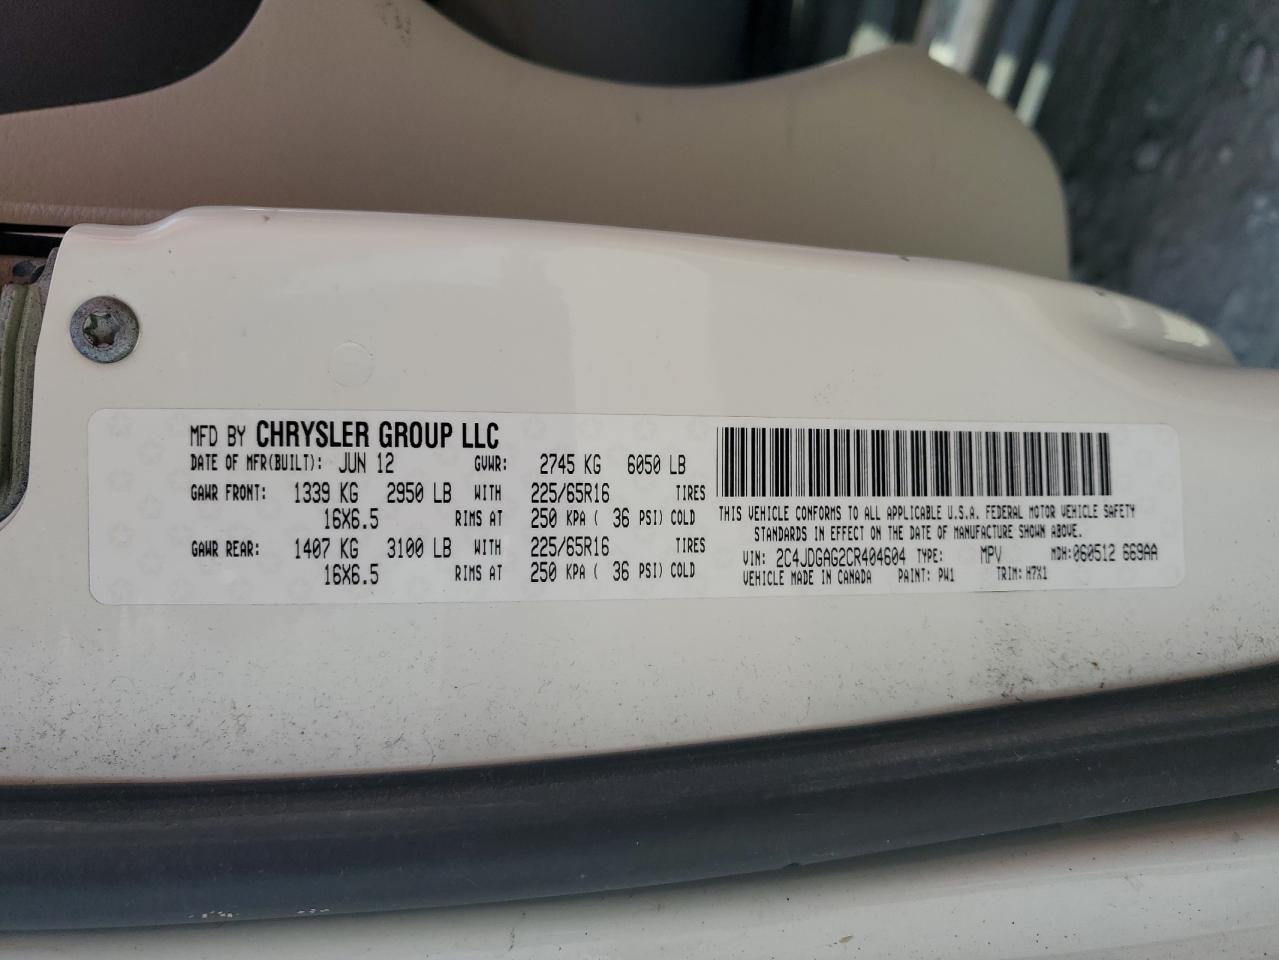 MFD BY CHRYSLER GROUP LLC
DATE OF MFR(BUILT): JUN 12 GVWR: 2745 KG 6050 LB
GAWR FRONT: 1339 KG 2950 LB WITH 225/65R16 TIRES
16X6.5 RIMS AT 250 KPA ( 36 PSI) COLD
GAWR REAR: 1407 KG 3100 LB WITH 225/65R16 TIRES
16X6.5 RIMS AT 250 KPA ( 36 PSI) COLD
THIS VEHICLE CONFORMS TO ALL APPLICABLE U.S.A. FEDERAL MOTOR VEHICLE SAFETY
STANDARDS IN EFFECT ON THE DATE OF MANUFACTURE SHOWN ABOVE.
VIN: 2C4JDGAG2CR404604 TYPE: MPV MDH:060512 669AA
VEHICLE MADE IN CANADA PAINT: PW1 TRIM: H7X1